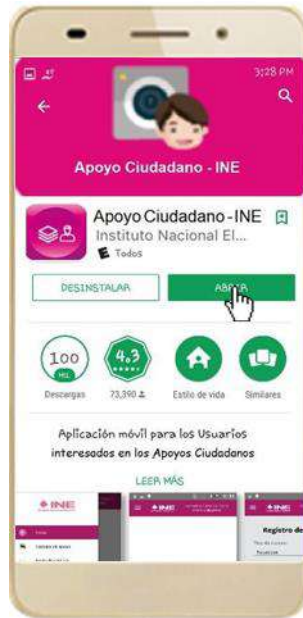 3:28 PM
Apoyo Ciudadano - INE
Apoyo Ciudadano - INE
Instituto Nacional El...
E Todos
DESINSTALAR
ABRIR
100
MIL
4.3
Descargas
73,390
Estilo de vida
Similares
Aplicación móvil para los Usuarios
interesados en los Apoyos Ciudadanos
LEER MÁS
INE
INE
INE
Registro de